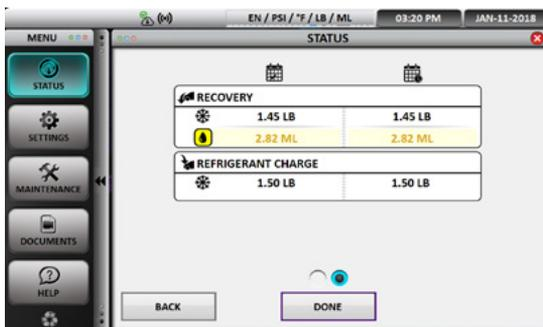 EN / PSI / °F / LB / ML 03:20 PM JAN-11-2018
MENU STATUS
STATUS
SETTINGS
MAINTENANCE
DOCUMENTS
HELP
RECOVERY
1.45 LB 1.45 LB
2.82 ML 2.82 ML
REFRIGERANT CHARGE
1.50 LB 1.50 LB
BACK DONE